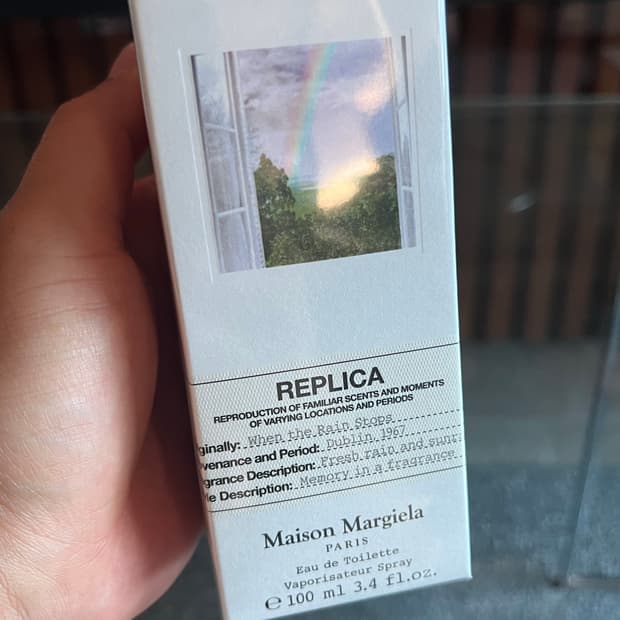 REPLICA
REPRODUCTION OF FAMILIAR SCENTS AND MOMENTS
OF VARYING LOCATIONS AND PERIODS
ginally: When the Rain Stops
venance and Period: Dublin, 1967
grance Description: Fresh rain and sun
le Description: Memory in a fragrance
Maison Margiela
PARIS
Eau de Toilette
Vaporisateur Spray
℮ 100 ml 3.4 fl.oz.